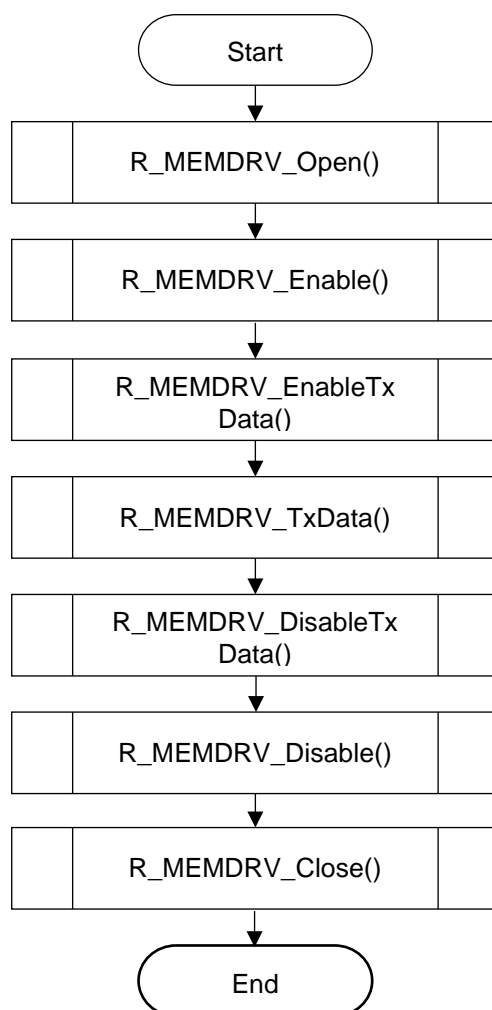 Start
R_MEMDRV_Open()
R_MEMDRV_Enable()
R_MEMDRV_EnableTx
Data()
R_MEMDRV_TxData()
R_MEMDRV_DisableTx
Data()
R_MEMDRV_Disable()
R_MEMDRV_Close()
End